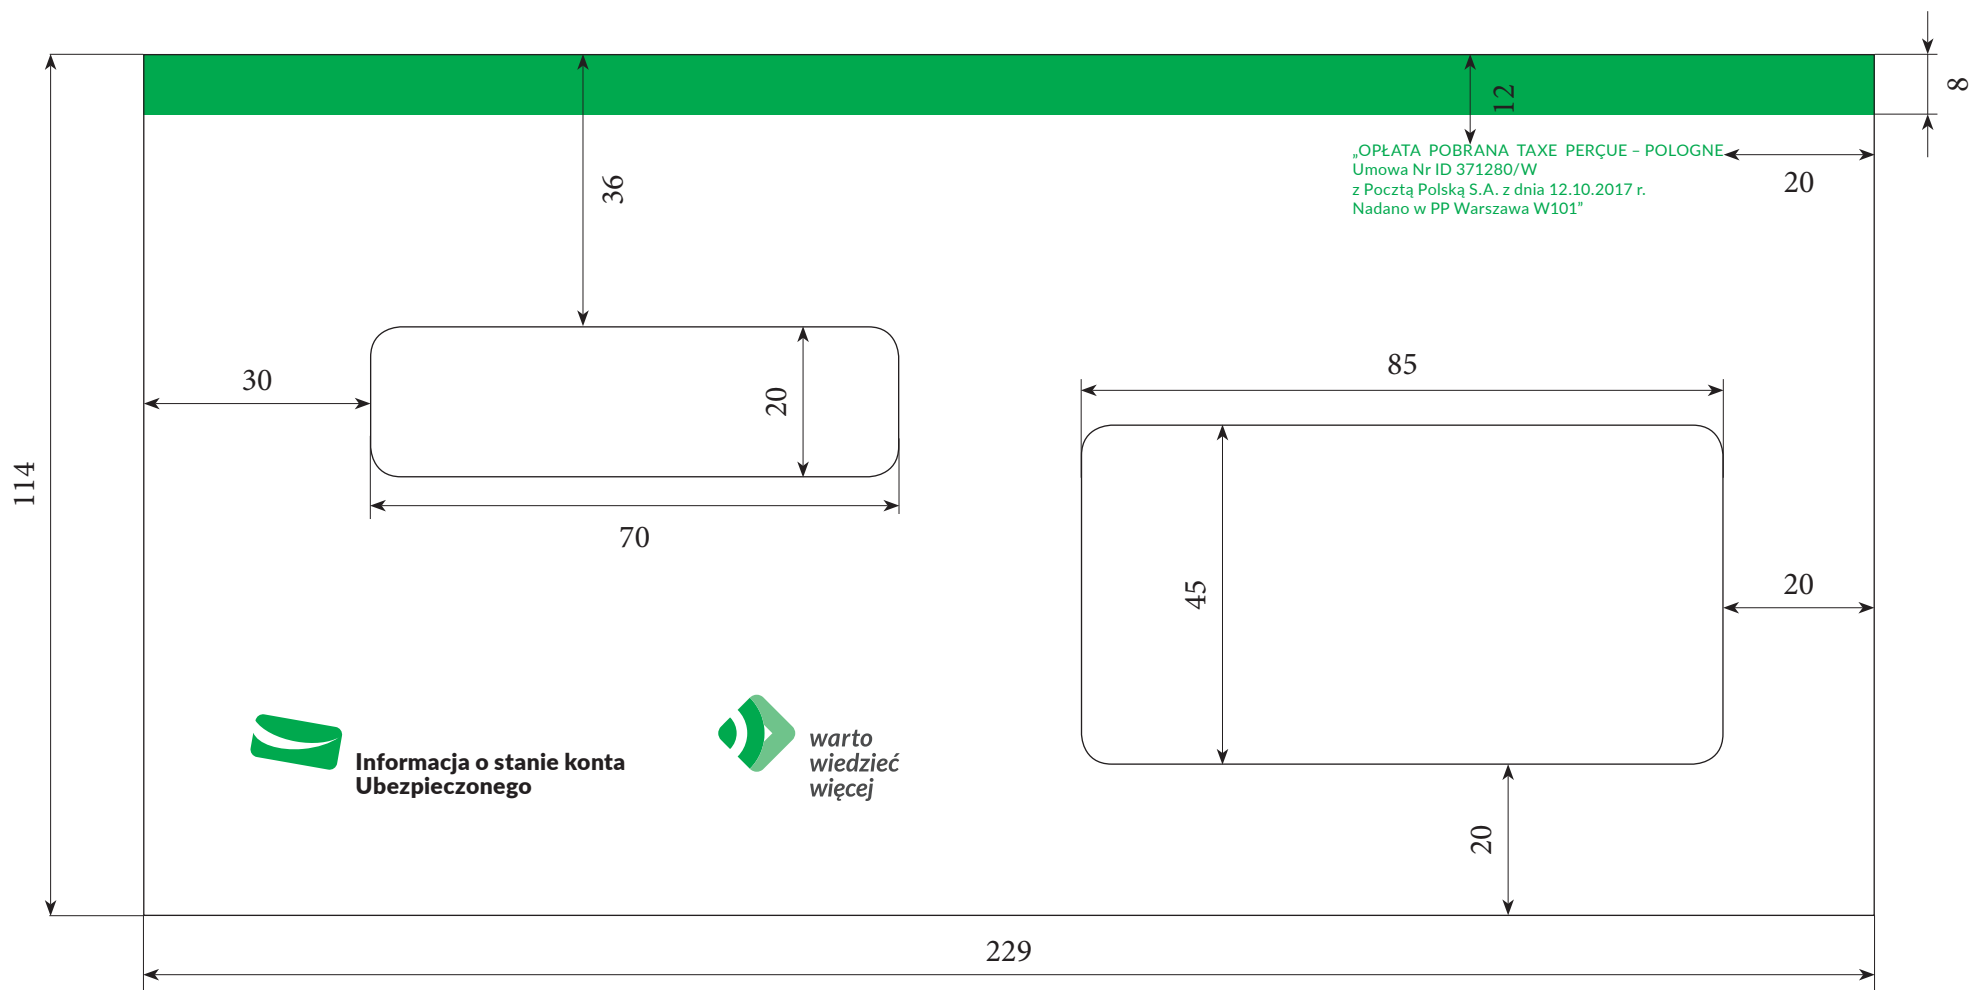 8
12
„OPŁATA POBRANA TAXE PERÇUE – POLOGNE
Umowa Nr ID 371280/W
z Pocztą Polską S.A. z dnia 12.10.2017 r.
Nadano w PP Warszawa W101”
20
36
30
20
85
114
70
45
20
Informacja o stanie konta
Ubezpieczonego
warto
wiedzieć
więcej
20
229